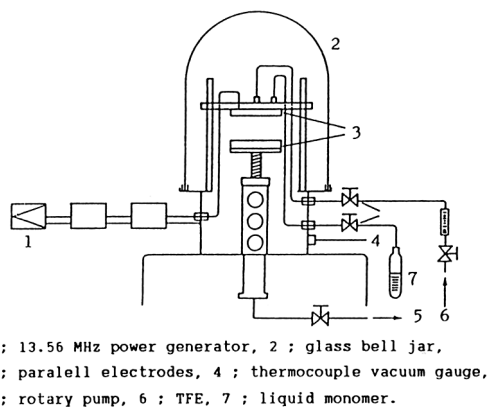 2
3
1
4
7
5
6
; 13.56 MHz power generator, 2 ; glass bell jar,
; paralell electrodes, 4 ; thermocouple vacuum gauge,
; rotary pump, 6 ; TFE, 7 ; liquid monomer.